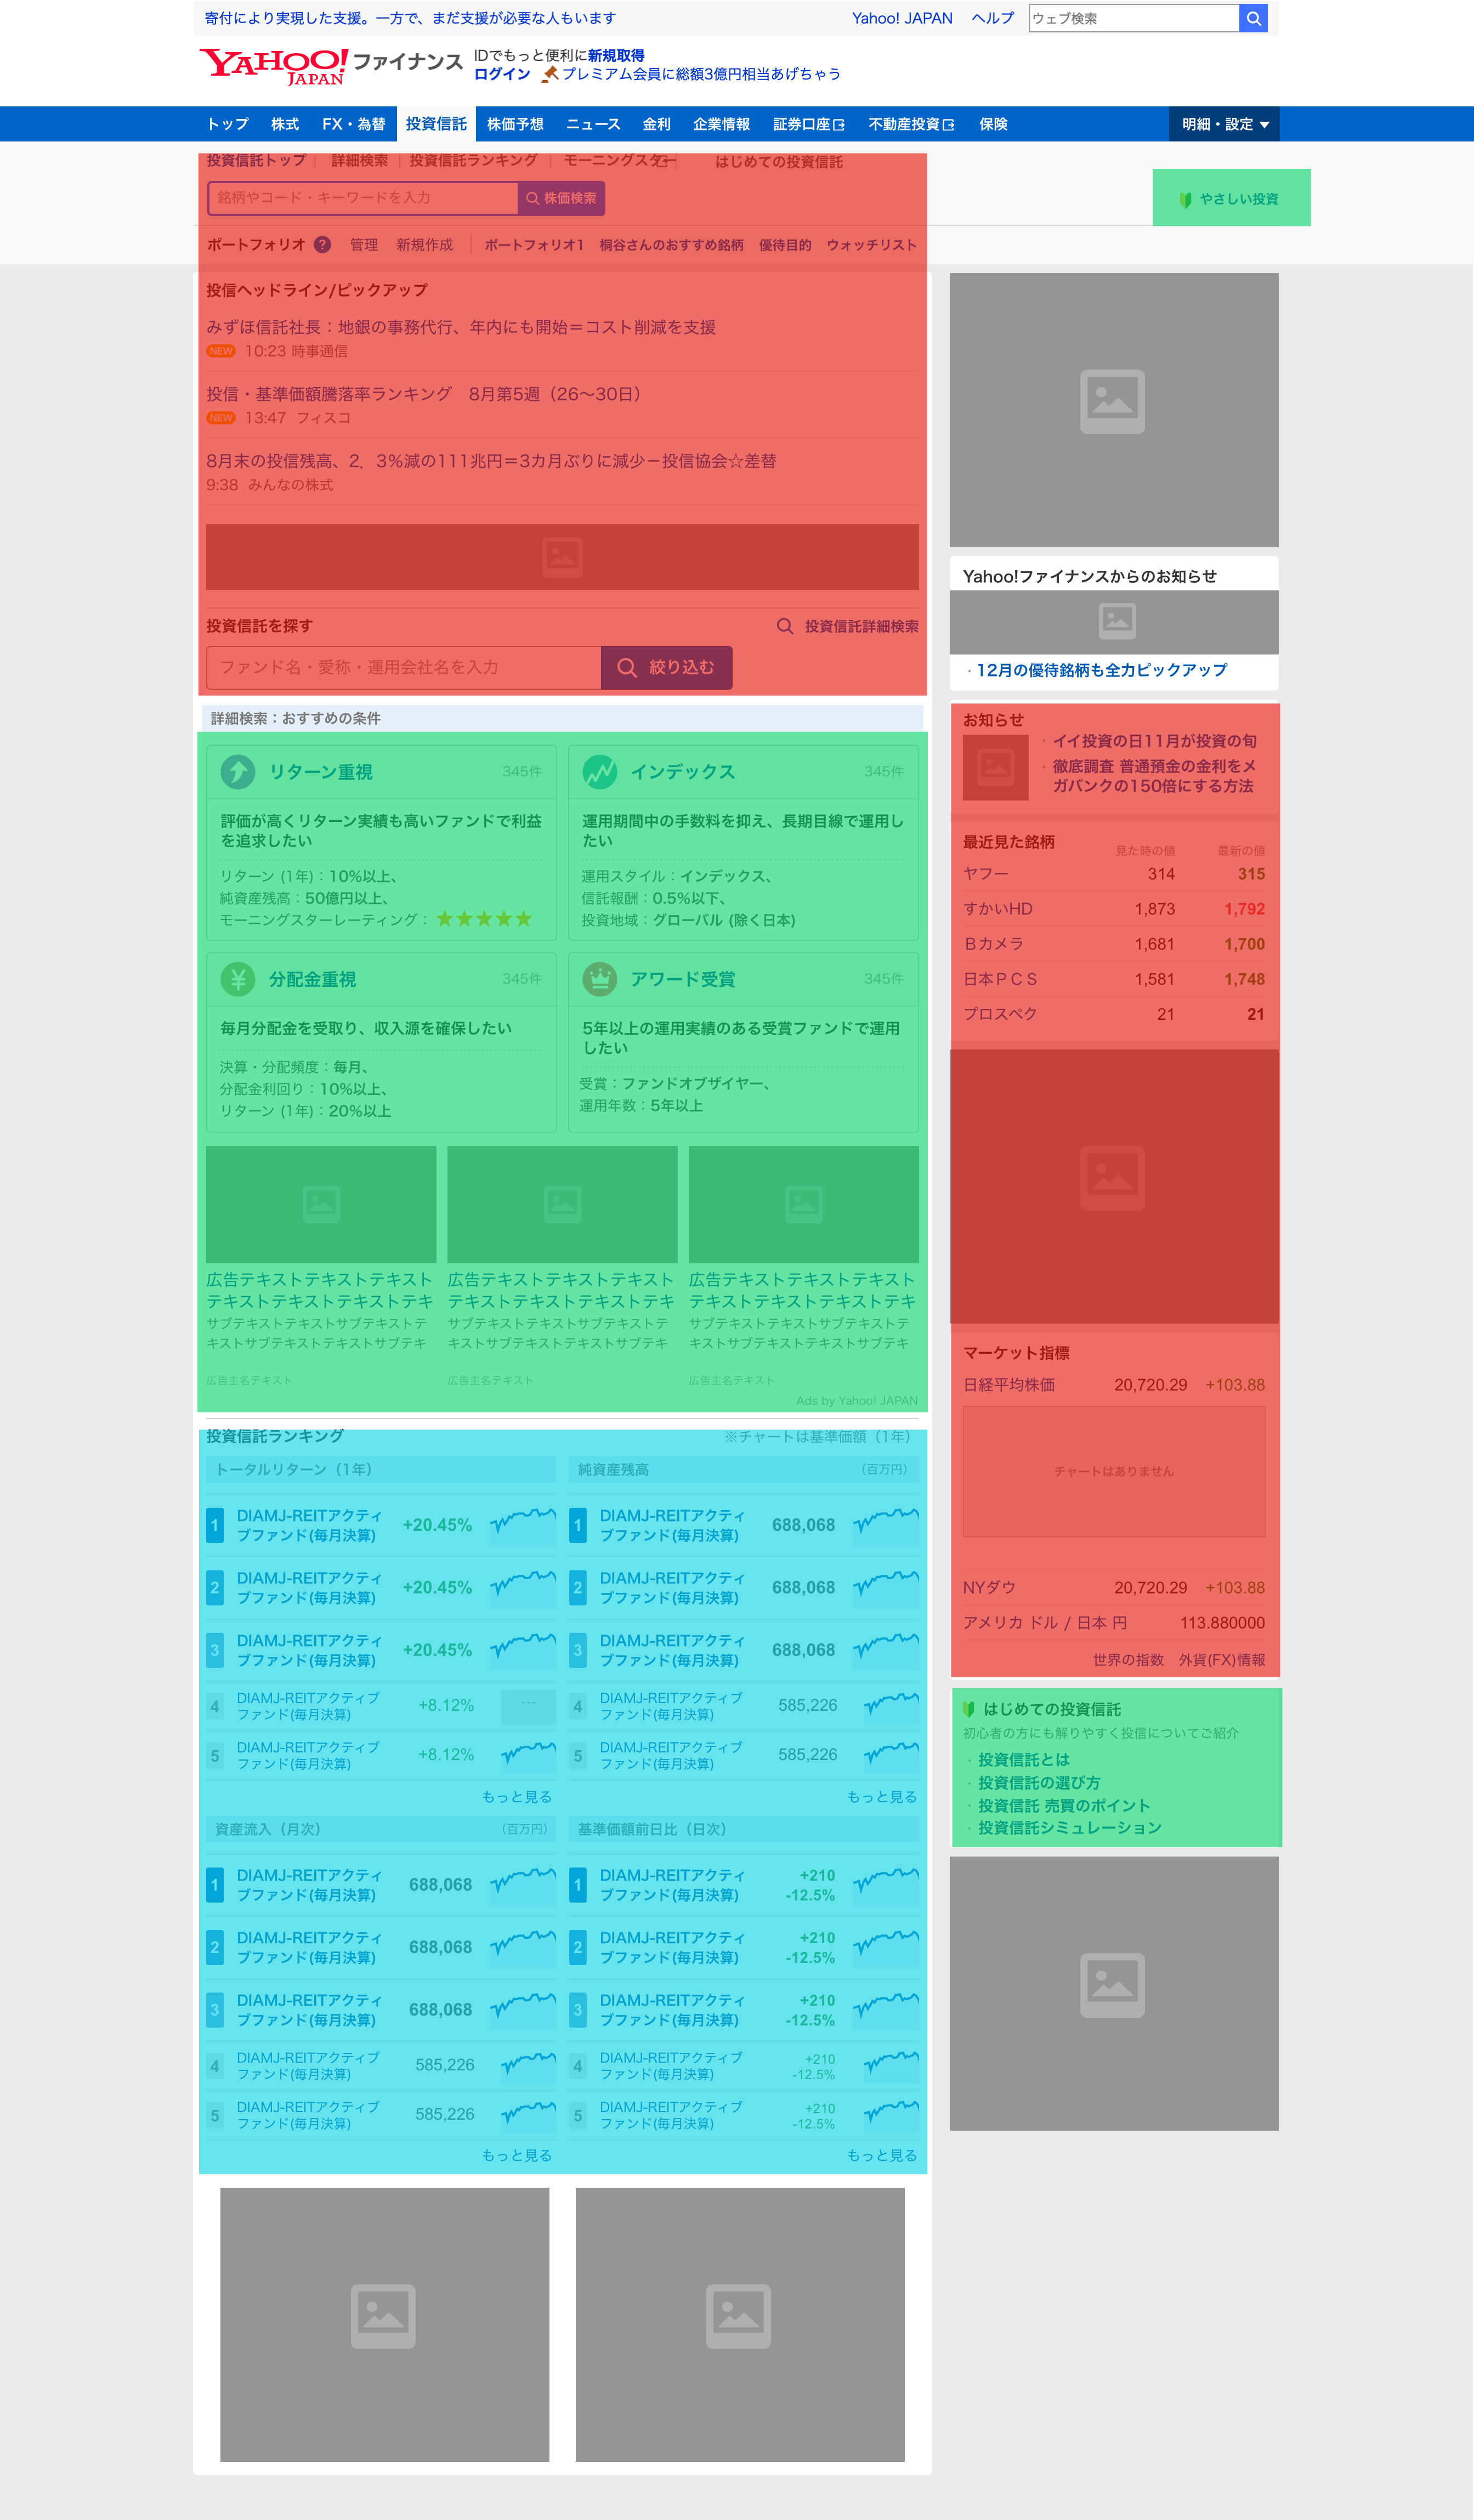 寄付により実現した支援。一方で、まだ支援が必要な人もいます
Yahoo! JAPAN ヘルプ ウェブ検索
YAHOO! JAPAN ファイナンス
IDでもっと便利に新規取得
ログイン プレミアム会員に総額3億円相当あげちゃう
トップ 株式 FX・為替 投資信託 株価予想 ニュース 金利 企業情報 証券口座 不動産投資 保険 明細・設定
投資信託トップ 詳細検索 投資信託ランキング モーニングスター はじめての投資信託
銘柄やコード・キーワードを入力 株価検索
やさしい投資
ポートフォリオ ? 管理 新規作成 ポートフォリオ1 桐谷さんのおすすめ銘柄 優待目的 ウォッチリスト
投信ヘッドライン/ピックアップ
みずほ信託社長：地銀の事務代行、年内にも開始＝コスト削減を支援
NEW 10:23 時事通信
投信・基準価額騰落率ランキング 8月第5週（26〜30日）
NEW 13:47 フィスコ
8月末の投信残高、2．3％減の111兆円＝3カ月ぶりに減少－投信協会☆差替
9:38 みんなの株式
投資信託を探す 投資信託詳細検索
ファンド名・愛称・運用会社名を入力 絞り込む
詳細検索：おすすめの条件
リターン重視 345件
評価が高くリターン実績も高いファンドで利益
を追求したい
リターン (1年)：10%以上、
純資産残高：50億円以上、
モーニングスターレーティング：★★★★★
インデックス 345件
運用期間中の手数料を抑え、長期目線で運用し
たい
運用スタイル：インデックス、
信託報酬：0.5%以下、
投資地域：グローバル (除く日本)
分配金重視 345件
毎月分配金を受取り、収入源を確保したい
決算・分配頻度：毎月、
分配金利回り：10%以上、
リターン (1年)：20%以上
アワード受賞 345件
5年以上の運用実績のある受賞ファンドで運用
したい
受賞：ファンドオブザイヤー、
運用年数：5年以上
広告テキストテキストテキスト
テキストテキストテキストテキ
サブテキストテキストサブテキストテ
キストサブテキストテキストサブテキ
広告主名テキスト
広告テキストテキストテキスト
テキストテキストテキストテキ
サブテキストテキストサブテキストテ
キストサブテキストテキストサブテキ
広告主名テキスト
広告テキストテキストテキスト
テキストテキストテキストテキ
サブテキストテキストサブテキストテ
キストサブテキストテキストサブテキ
広告主名テキスト
Ads by Yahoo! JAPAN
投資信託ランキング ※チャートは基準価額（1年）
トータルリターン（1年）
1 DIAMJ-REITアクティ
ブファンド(毎月決算) +20.45%
2 DIAMJ-REITアクティ
ブファンド(毎月決算) +20.45%
3 DIAMJ-REITアクティ
ブファンド(毎月決算) +20.45%
4 DIAMJ-REITアクティブ
ファンド(毎月決算) +8.12% ---
5 DIAMJ-REITアクティブ
ファンド(毎月決算) +8.12%
もっと見る
純資産残高 （百万円）
1 DIAMJ-REITアクティ
ブファンド(毎月決算) 688,068
2 DIAMJ-REITアクティ
ブファンド(毎月決算) 688,068
3 DIAMJ-REITアクティ
ブファンド(毎月決算) 688,068
4 DIAMJ-REITアクティブ
ファンド(毎月決算) 585,226
5 DIAMJ-REITアクティブ
ファンド(毎月決算) 585,226
もっと見る
資産流入（月次） （百万円）
1 DIAMJ-REITアクティ
ブファンド(毎月決算) 688,068
2 DIAMJ-REITアクティ
ブファンド(毎月決算) 688,068
3 DIAMJ-REITアクティ
ブファンド(毎月決算) 688,068
4 DIAMJ-REITアクティブ
ファンド(毎月決算) 585,226
5 DIAMJ-REITアクティブ
ファンド(毎月決算) 585,226
もっと見る
基準価額前日比（日次）
1 DIAMJ-REITアクティ +210
ブファンド(毎月決算) -12.5%
2 DIAMJ-REITアクティ +210
ブファンド(毎月決算) -12.5%
3 DIAMJ-REITアクティ +210
ブファンド(毎月決算) -12.5%
4 DIAMJ-REITアクティブ +210
ファンド(毎月決算) -12.5%
5 DIAMJ-REITアクティブ +210
ファンド(毎月決算) -12.5%
もっと見る
Yahoo!ファイナンスからのお知らせ
・12月の優待銘柄も全力ピックアップ
お知らせ
・イイ投資の日11月が投資の旬
・徹底調査 普通預金の金利をメ
ガバンクの150倍にする方法
最近見た銘柄 見た時の値 最新の値
ヤフー 314 315
すかいHD 1,873 1,792
Ｂカメラ 1,681 1,700
日本ＰＣＳ 1,581 1,748
プロスペク 21 21
マーケット指標
日経平均株価 20,720.29 +103.88
チャートはありません
NYダウ 20,720.29 +103.88
アメリカ ドル / 日本 円 113.880000
世界の指数 外貨(FX)情報
はじめての投資信託
初心者の方にも解りやすく投信についてご紹介
・投資信託とは
・投資信託の選び方
・投資信託 売買のポイント
・投資信託シミュレーション